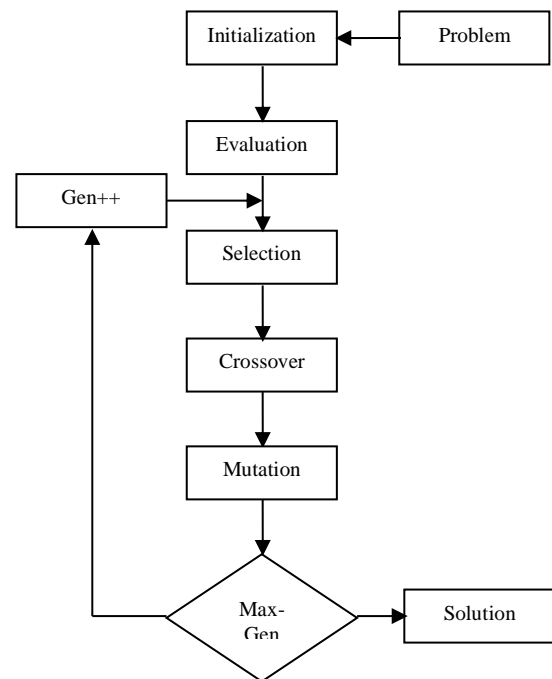 Initialization
Problem
Evaluation
Gen++
Selection
Crossover
Mutation
Max-
Gen
Solution